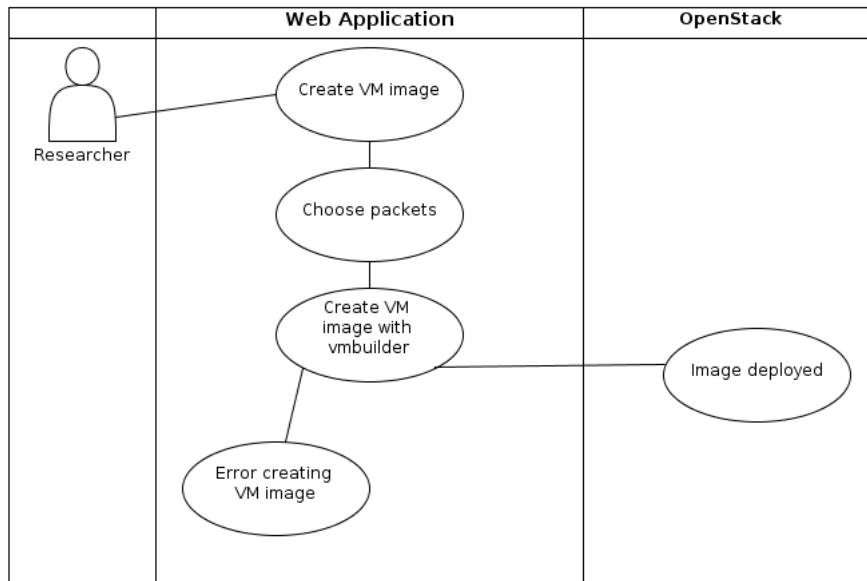 Web Application
OpenStack
Create VM image
Researcher
Choose packets
Create VM
image with
vmbuilder
Image deployed
Error creating
VM image